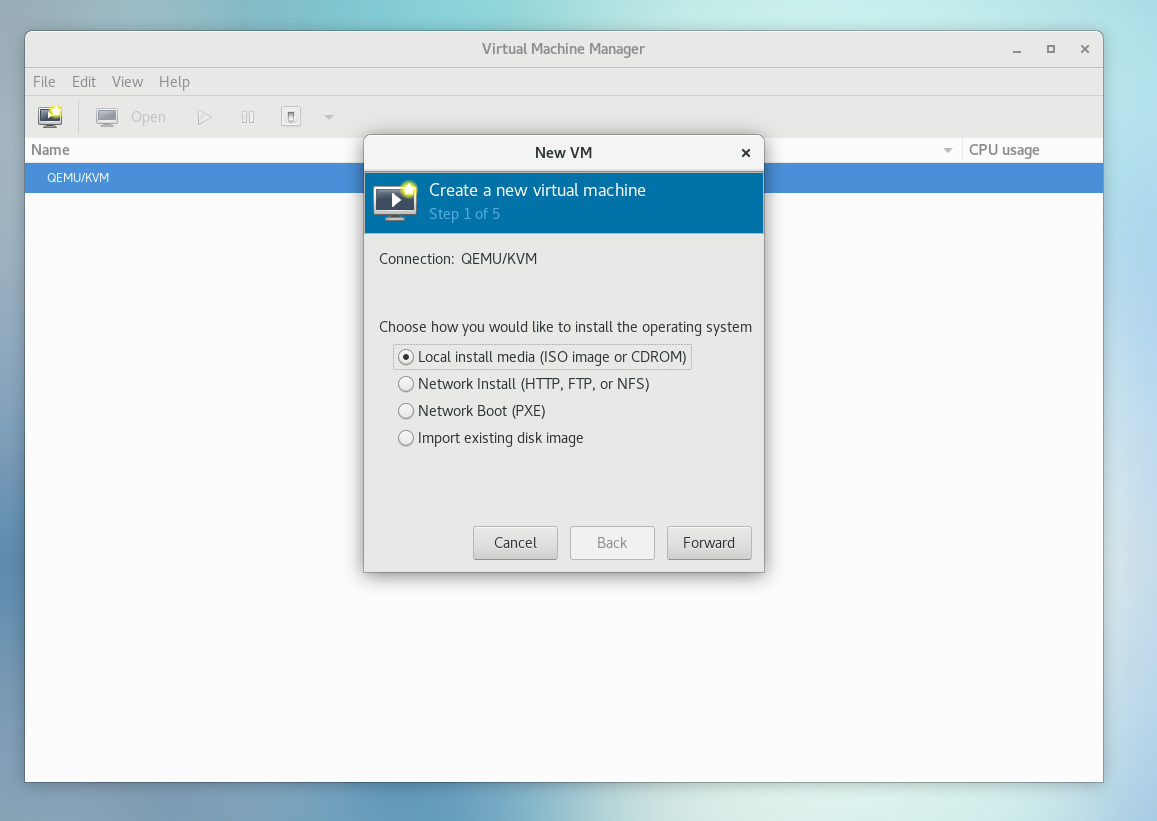 Virtual Machine Manager
File Edit View Help
Open
Name CPU usage
QEMU/KVM
New VM
Create a new virtual machine
Step 1 of 5
Connection: QEMU/KVM
Choose how you would like to install the operating system
Local install media (ISO image or CDROM)
Network Install (HTTP, FTP, or NFS)
Network Boot (PXE)
Import existing disk image
Cancel Back Forward